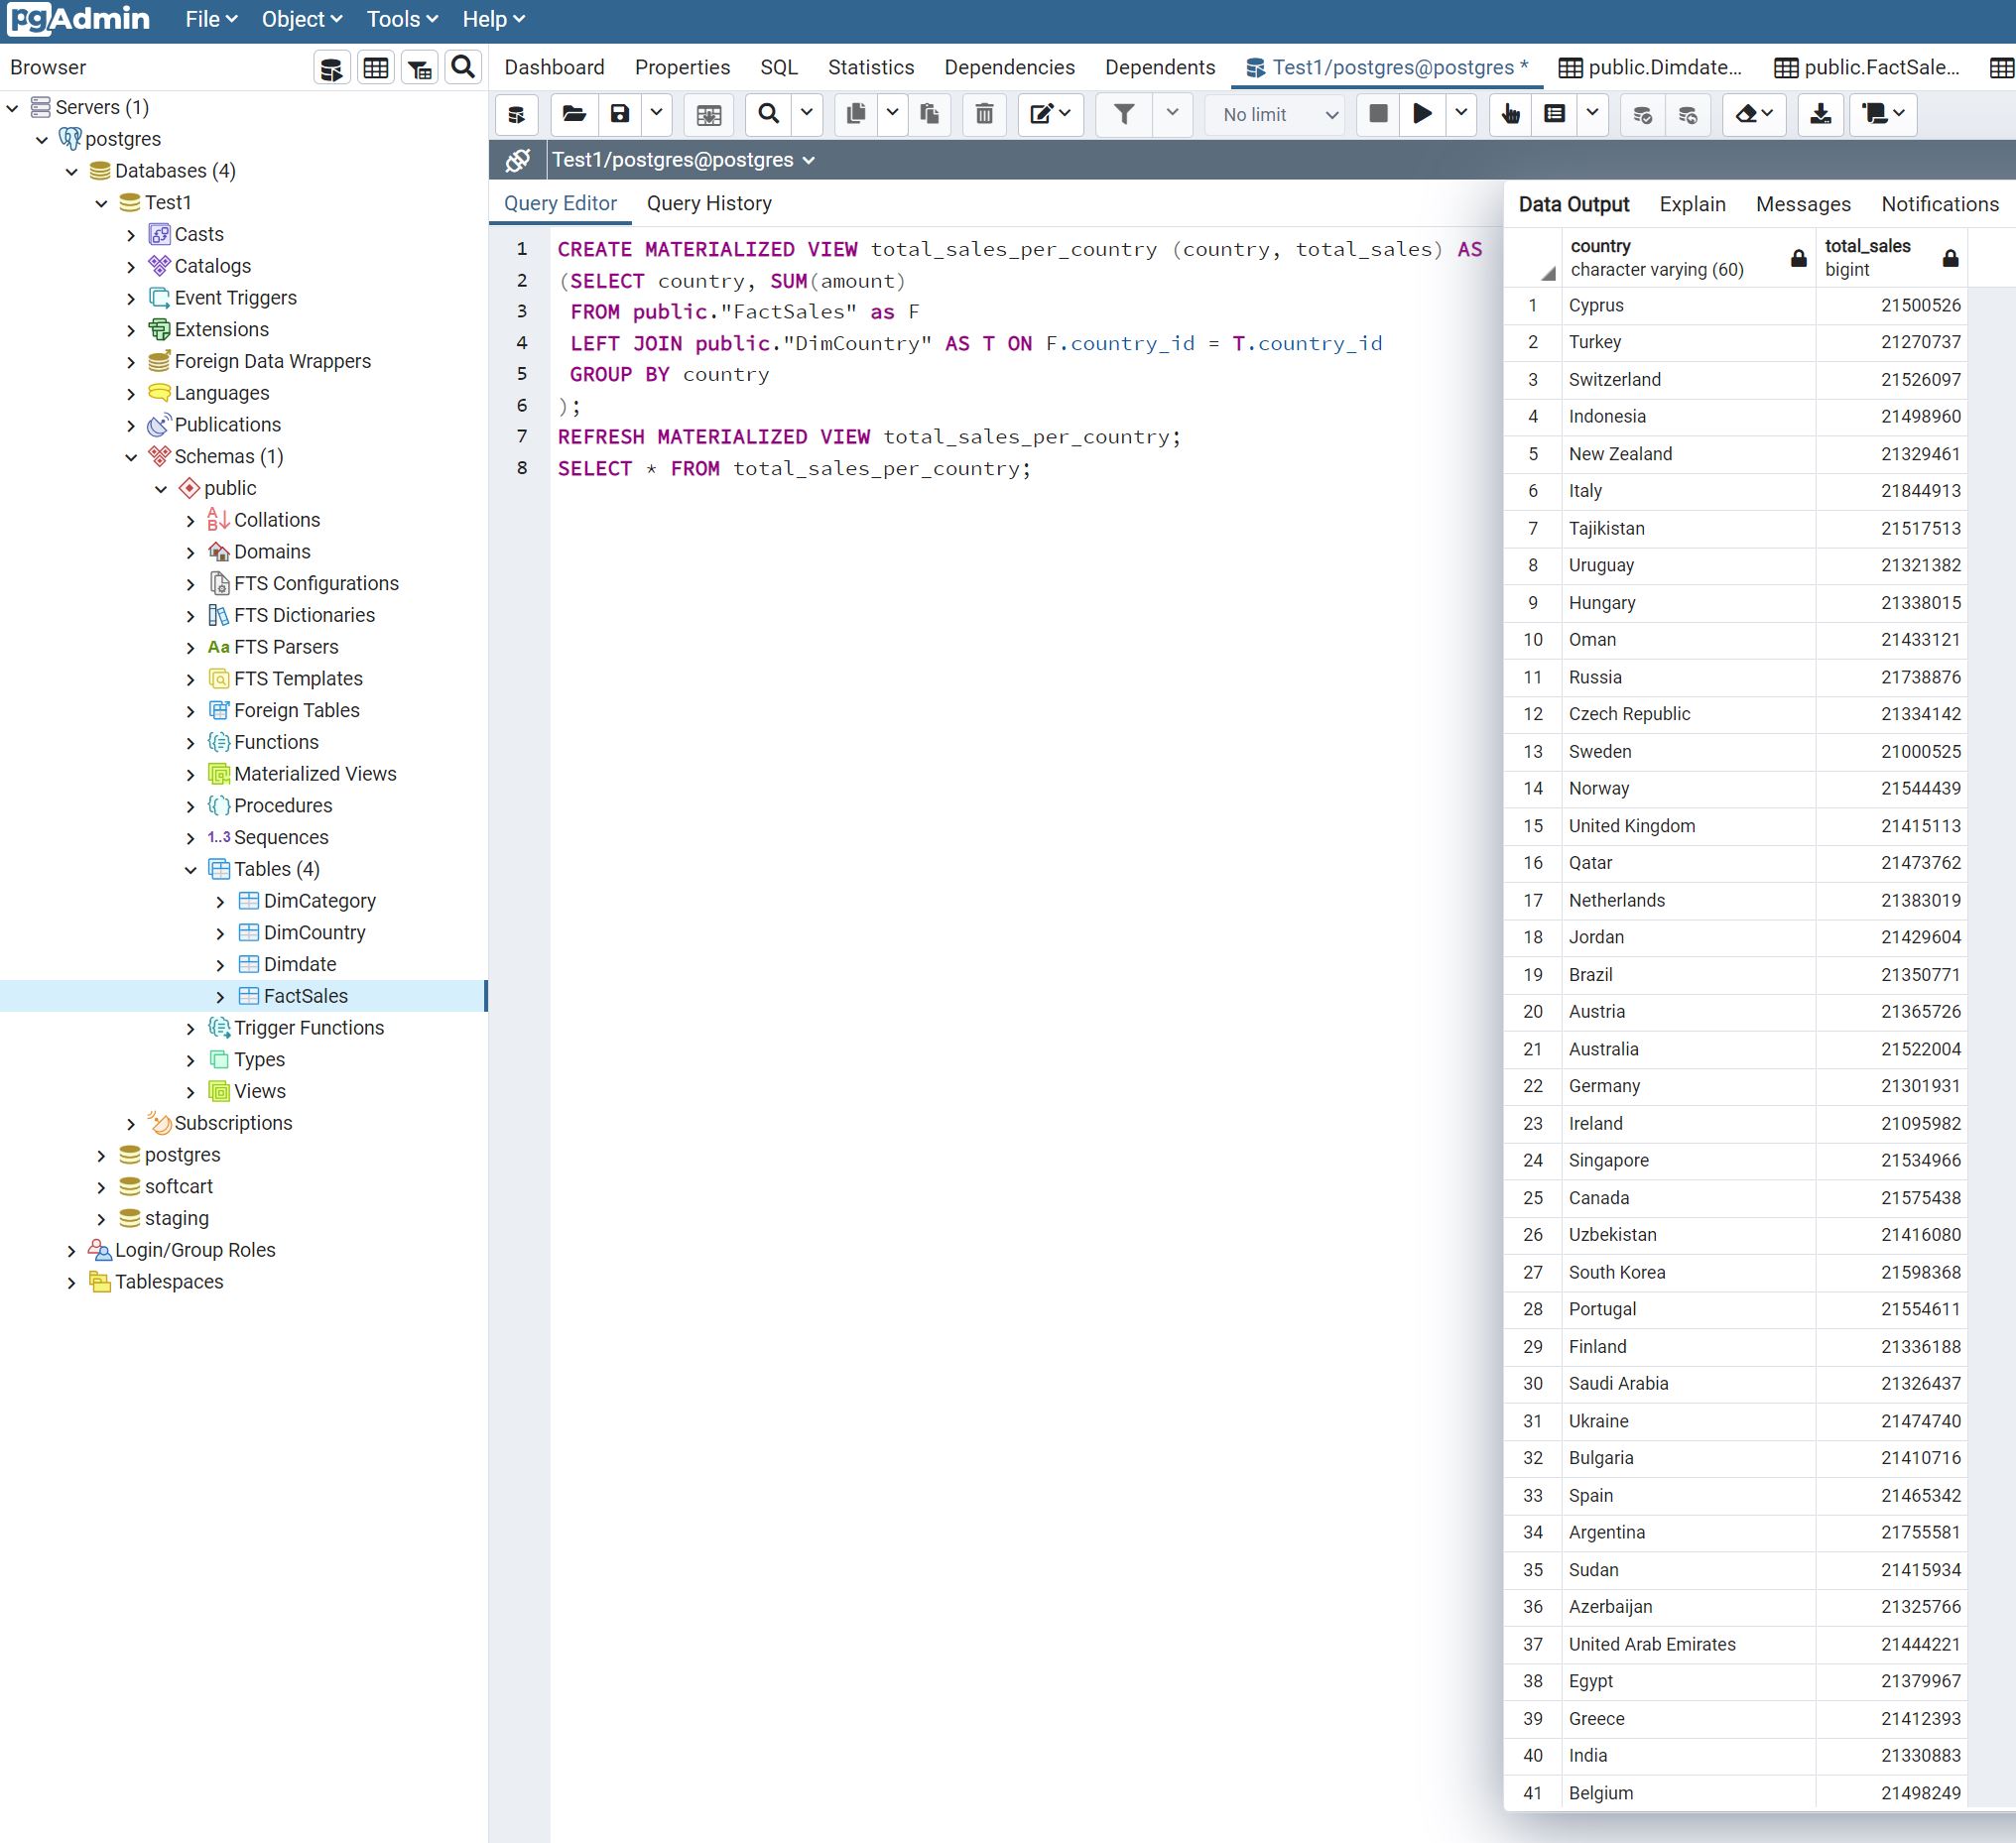 pgAdmin File Object Tools Help
Browser
Dashboard Properties SQL Statistics Dependencies Dependents Test1/postgres@postgres * public.Dimdate... public.FactSale...
No limit
Test1/postgres@postgres
Servers (1)
postgres
Databases (4)
Test1
Casts
Catalogs
Event Triggers
Extensions
Foreign Data Wrappers
Languages
Publications
Schemas (1)
public
Collations
Domains
FTS Configurations
FTS Dictionaries
Aa FTS Parsers
FTS Templates
Foreign Tables
Functions
Materialized Views
Procedures
1..3 Sequences
Tables (4)
DimCategory
DimCountry
Dimdate
FactSales
Trigger Functions
Types
Views
Subscriptions
postgres
softcart
staging
Login/Group Roles
Tablespaces
Query Editor Query History
1 CREATE MATERIALIZED VIEW total_sales_per_country (country, total_sales) AS
2 (SELECT country, SUM(amount)
3 FROM public."FactSales" as F
4 LEFT JOIN public."DimCountry" AS T ON F.country_id = T.country_id
5 GROUP BY country
6 );
7 REFRESH MATERIALIZED VIEW total_sales_per_country;
8 SELECT * FROM total_sales_per_country;
Data Output Explain Messages Notifications
country total_sales
character varying (60) bigint
1 Cyprus 21500526
2 Turkey 21270737
3 Switzerland 21526097
4 Indonesia 21498960
5 New Zealand 21329461
6 Italy 21844913
7 Tajikistan 21517513
8 Uruguay 21321382
9 Hungary 21338015
10 Oman 21433121
11 Russia 21738876
12 Czech Republic 21334142
13 Sweden 21000525
14 Norway 21544439
15 United Kingdom 21415113
16 Qatar 21473762
17 Netherlands 21383019
18 Jordan 21429604
19 Brazil 21350771
20 Austria 21365726
21 Australia 21522004
22 Germany 21301931
23 Ireland 21095982
24 Singapore 21534966
25 Canada 21575438
26 Uzbekistan 21416080
27 South Korea 21598368
28 Portugal 21554611
29 Finland 21336188
30 Saudi Arabia 21326437
31 Ukraine 21474740
32 Bulgaria 21410716
33 Spain 21465342
34 Argentina 21755581
35 Sudan 21415934
36 Azerbaijan 21325766
37 United Arab Emirates 21444221
38 Egypt 21379967
39 Greece 21412393
40 India 21330883
41 Belgium 21498249